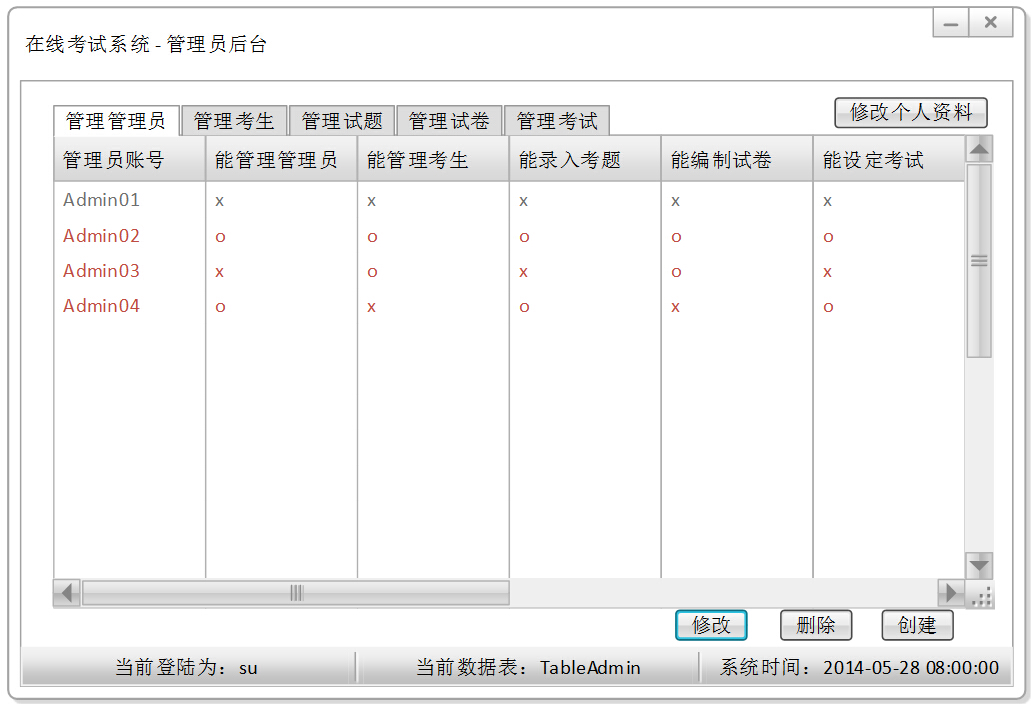 在线考试系统 - 管理员后台
修改个人资料
管理管理员 管理考生 管理试题 管理试卷 管理考试
管理员账号 能管理管理员 能管理考生 能录入考题 能编制试卷 能设定考试
Admin01 x x x x x
Admin02 o o o o o
Admin03 x o x o x
Admin04 o x o x o
修改 删除 创建
当前登陆为：su 当前数据表：TableAdmin 系统时间：2014-05-28 08:00:00